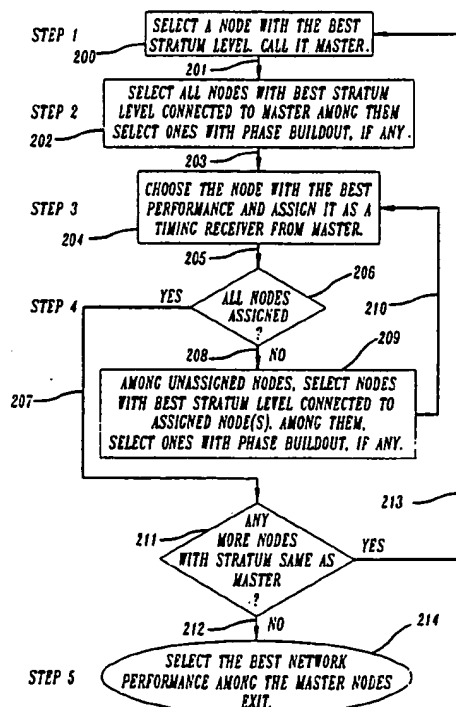 STEP 1
SELECT A NODE WITH THE BEST
STRATUM LEVEL. CALL IT MASTER.
200
201
STEP 2
SELECT ALL NODES WITH BEST STRATUM
LEVEL CONNECTED TO MASTER AMONG THEM
SELECT ONES WITH PHASE BUILDOUT, IF ANY.
202
203
STEP 3
CHOOSE THE NODE WITH THE BEST
PERFORMANCE AND ASSIGN IT AS A
TIMING RECEIVER FROM MASTER.
204
205
206
210
STEP 4
YES
ALL NODES
ASSIGNED
?
208
NO
209
207
AMONG UNASSIGNED NODES, SELECT NODES
WITH BEST STRATUM LEVEL CONNECTED TO
ASSIGNED NODE(S). AMONG THEM,
SELECT ONES WITH PHASE BUILDOUT, IF ANY.
213
211
ANY
MORE NODES
WITH STRATUM SAME AS
MASTER
?
YES
212
NO
214
STEP 5
SELECT THE BEST NETWORK
PERFORMANCE AMONG THE MASTER NODES
EXIT.